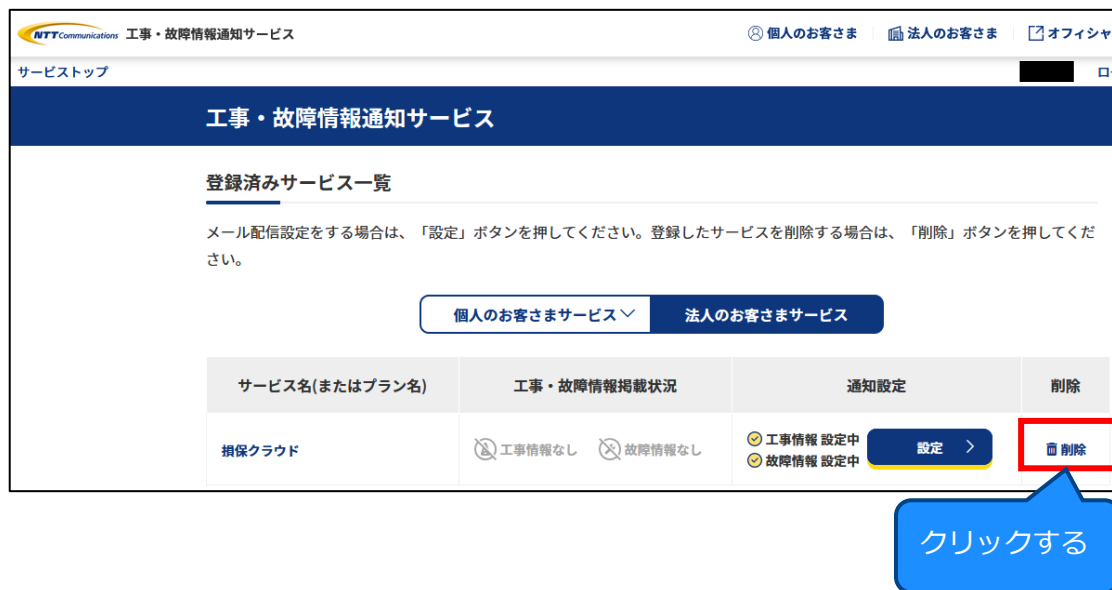 NTT Communications 工事・故障情報通知サービス
個人のお客さま 法人のお客さま オフィシャ
サービストップ
ロ
工事・故障情報通知サービス
登録済みサービス一覧
メール配信設定をする場合は、「設定」ボタンを押してください。登録したサービスを削除する場合は、「削除」ボタンを押してくだ
さい。
個人のお客さまサービス 法人のお客さまサービス
サービス名(またはプラン名) 工事・故障情報掲載状況 通知設定 削除
損保クラウド 工事情報なし 故障情報なし 工事情報 設定中 設定 削除
故障情報 設定中
クリックする